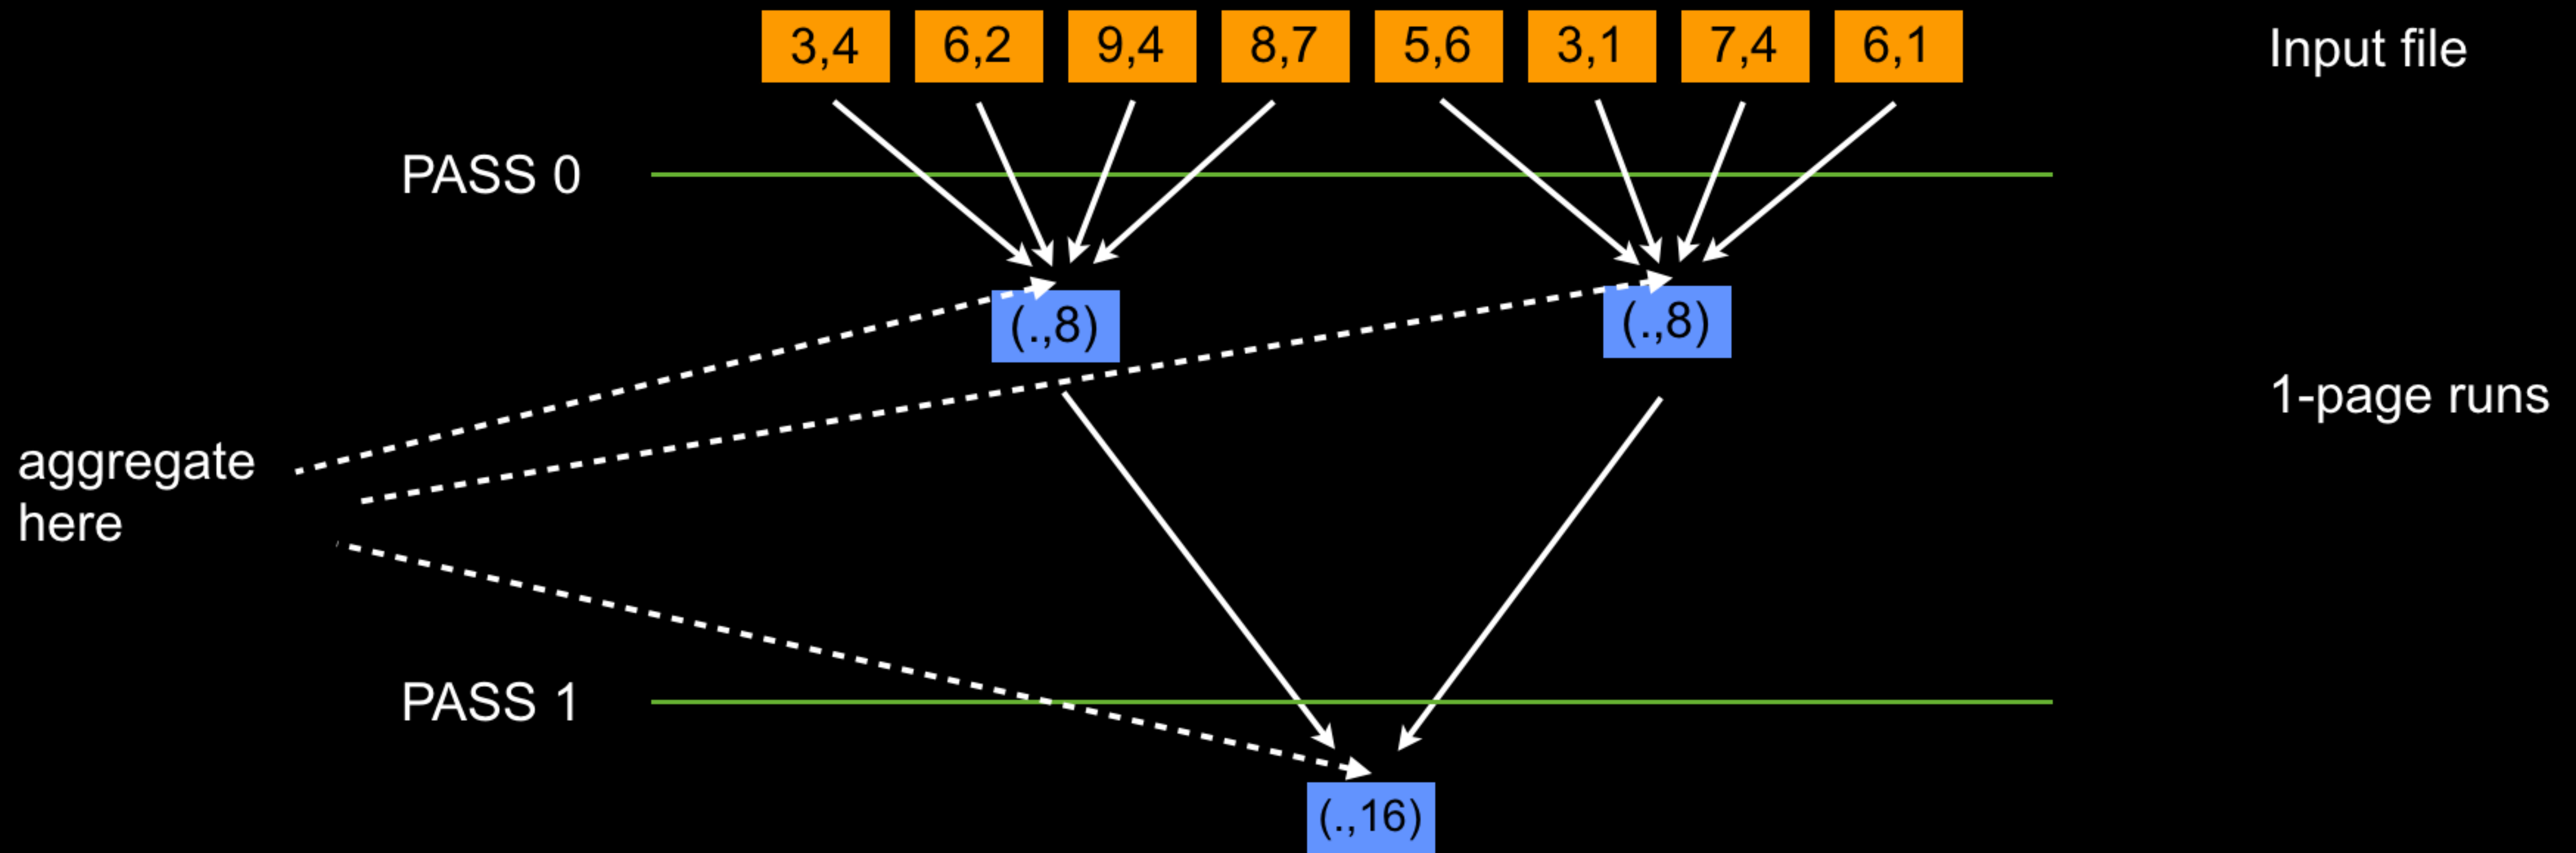 3,4
6,2
9,4
8,7
5,6
3,1
7,4
6,1
Input file
PASS 0
(.,8)
(.,8)
1-page runs
aggregate
here
PASS 1
(.,16)